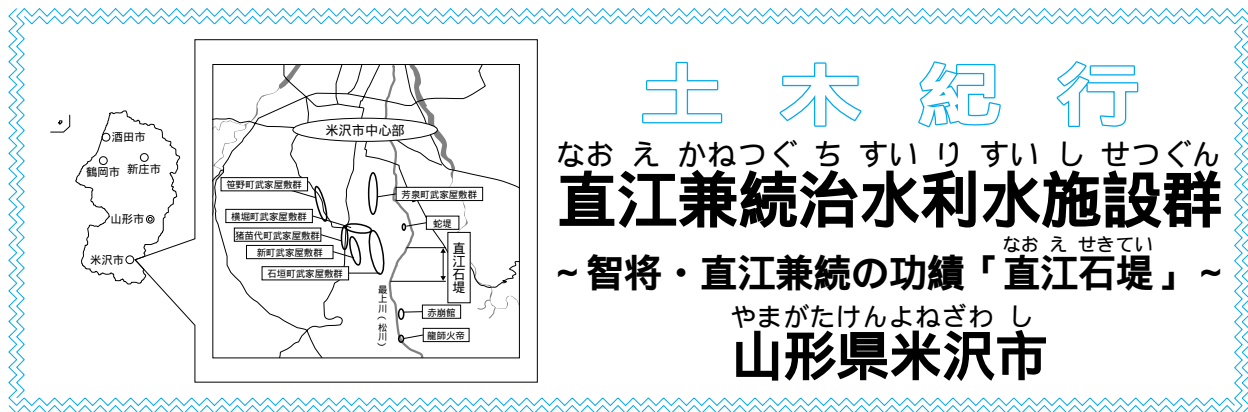 土木紀行
なおえかねつぐちすいりすいしせつぐん
直江兼続治水利水施設群
なおえせきてい
~智将・直江兼続の功績「直江石堤」~
やまがたけんよねざわし
山形県米沢市
酒田市
鶴岡市
新庄市
山形市
米沢市
米沢市中心部
笹野町武家屋敷群
芳泉町武家屋敷群
横堀町武家屋敷群
蛇堤
猪苗代町武家屋敷群
新町武家屋敷群
石垣町武家屋敷群
直江石堤
最上川(松川)
赤崩館
龍師火帝